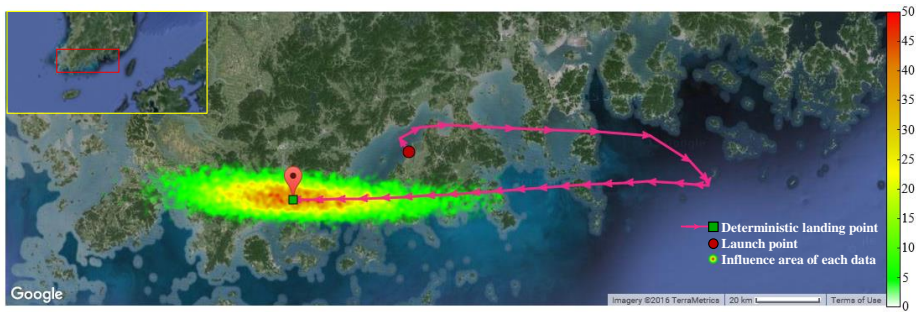 50
45
40
35
30
25
20
15
10
5
0
Deterministic landing point
Launch point
Influence area of each data
Google
Imagery ©2016 TerraMetrics 20 km Terms of Use